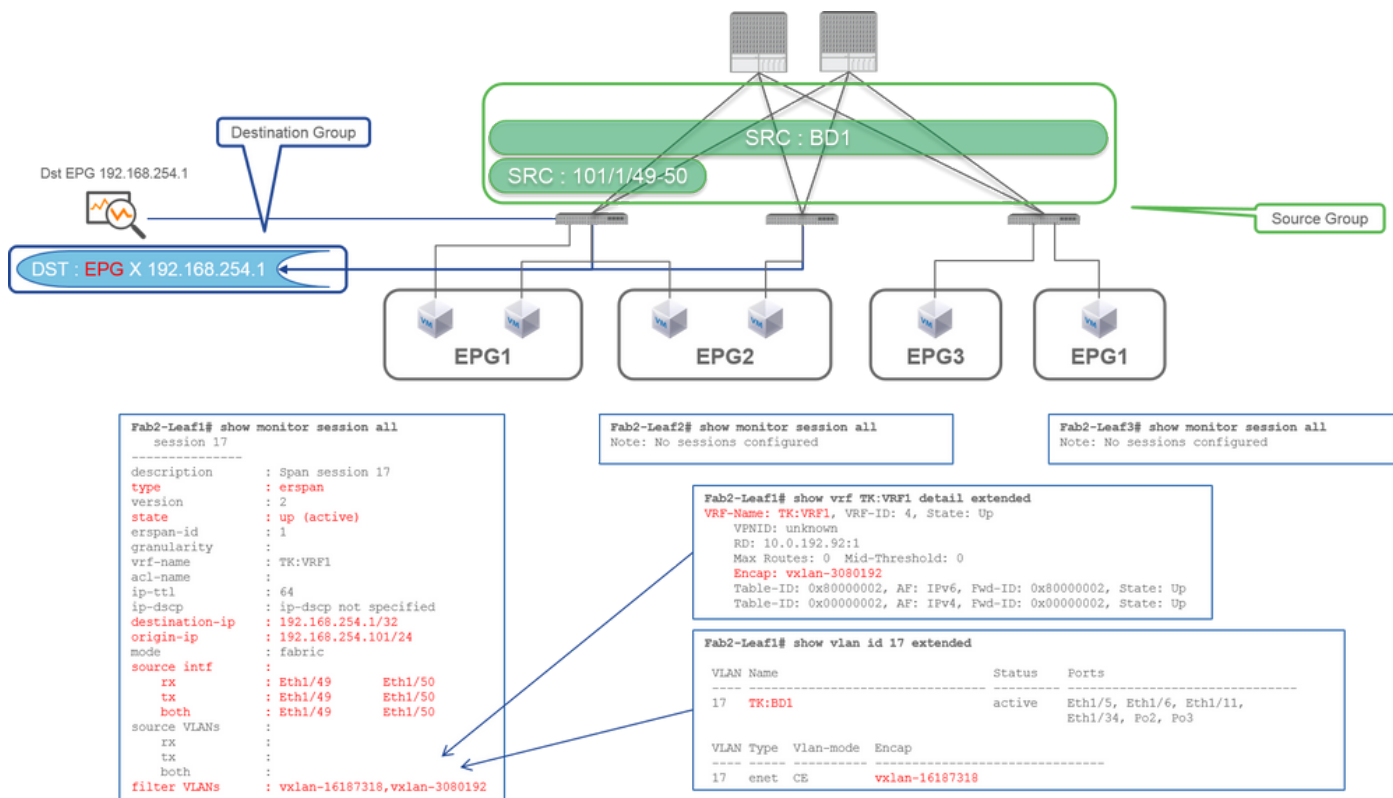 Destination Group
SRC : BD1
Dst EPG 192.168.254.1
SRC : 101/1/49-50
Source Group
DST : EPG X 192.168.254.1
VM
VM
VM
VM
VM
VM
EPG1
EPG2
EPG3
EPG1
Fab2-Leaf1# show monitor session all
session 17
---------------
description : Span session 17
type : erspan
version : 2
state : up (active)
erspan-id : 1
granularity :
vrf-name : TK:VRF1
acl-name :
ip-ttl : 64
ip-dscp : ip-dscp not specified
destination-ip : 192.168.254.1/32
origin-ip : 192.168.254.101/24
mode : fabric
source intf :
rx : Eth1/49 Eth1/50
tx : Eth1/49 Eth1/50
both : Eth1/49 Eth1/50
source VLANs :
rx :
tx :
both :
filter VLANs : vxlan-16187318,vxlan-3080192
Fab2-Leaf2# show monitor session all
Note: No sessions configured
Fab2-Leaf3# show monitor session all
Note: No sessions configured
Fab2-Leaf1# show vrf TK:VRF1 detail extended
VRF-Name: TK:VRF1, VRF-ID: 4, State: Up
VPNID: unknown
RD: 10.0.192.92:1
Max Routes: 0 Mid-Threshold: 0
Encap: vxlan-3080192
Table-ID: 0x80000002, AF: IPv6, Fwd-ID: 0x80000002, State: Up
Table-ID: 0x00000002, AF: IPv4, Fwd-ID: 0x00000002, State: Up
Fab2-Leaf1# show vlan id 17 extended
VLAN Name Status Ports
---- -------------------------------- --------- -------------------------------
17 TK:BD1 active Eth1/5, Eth1/6, Eth1/11,
Eth1/34, Po2, Po3
VLAN Type Vlan-mode Encap
---- ----- ---------- -------------------------------
17 enet CE vxlan-16187318